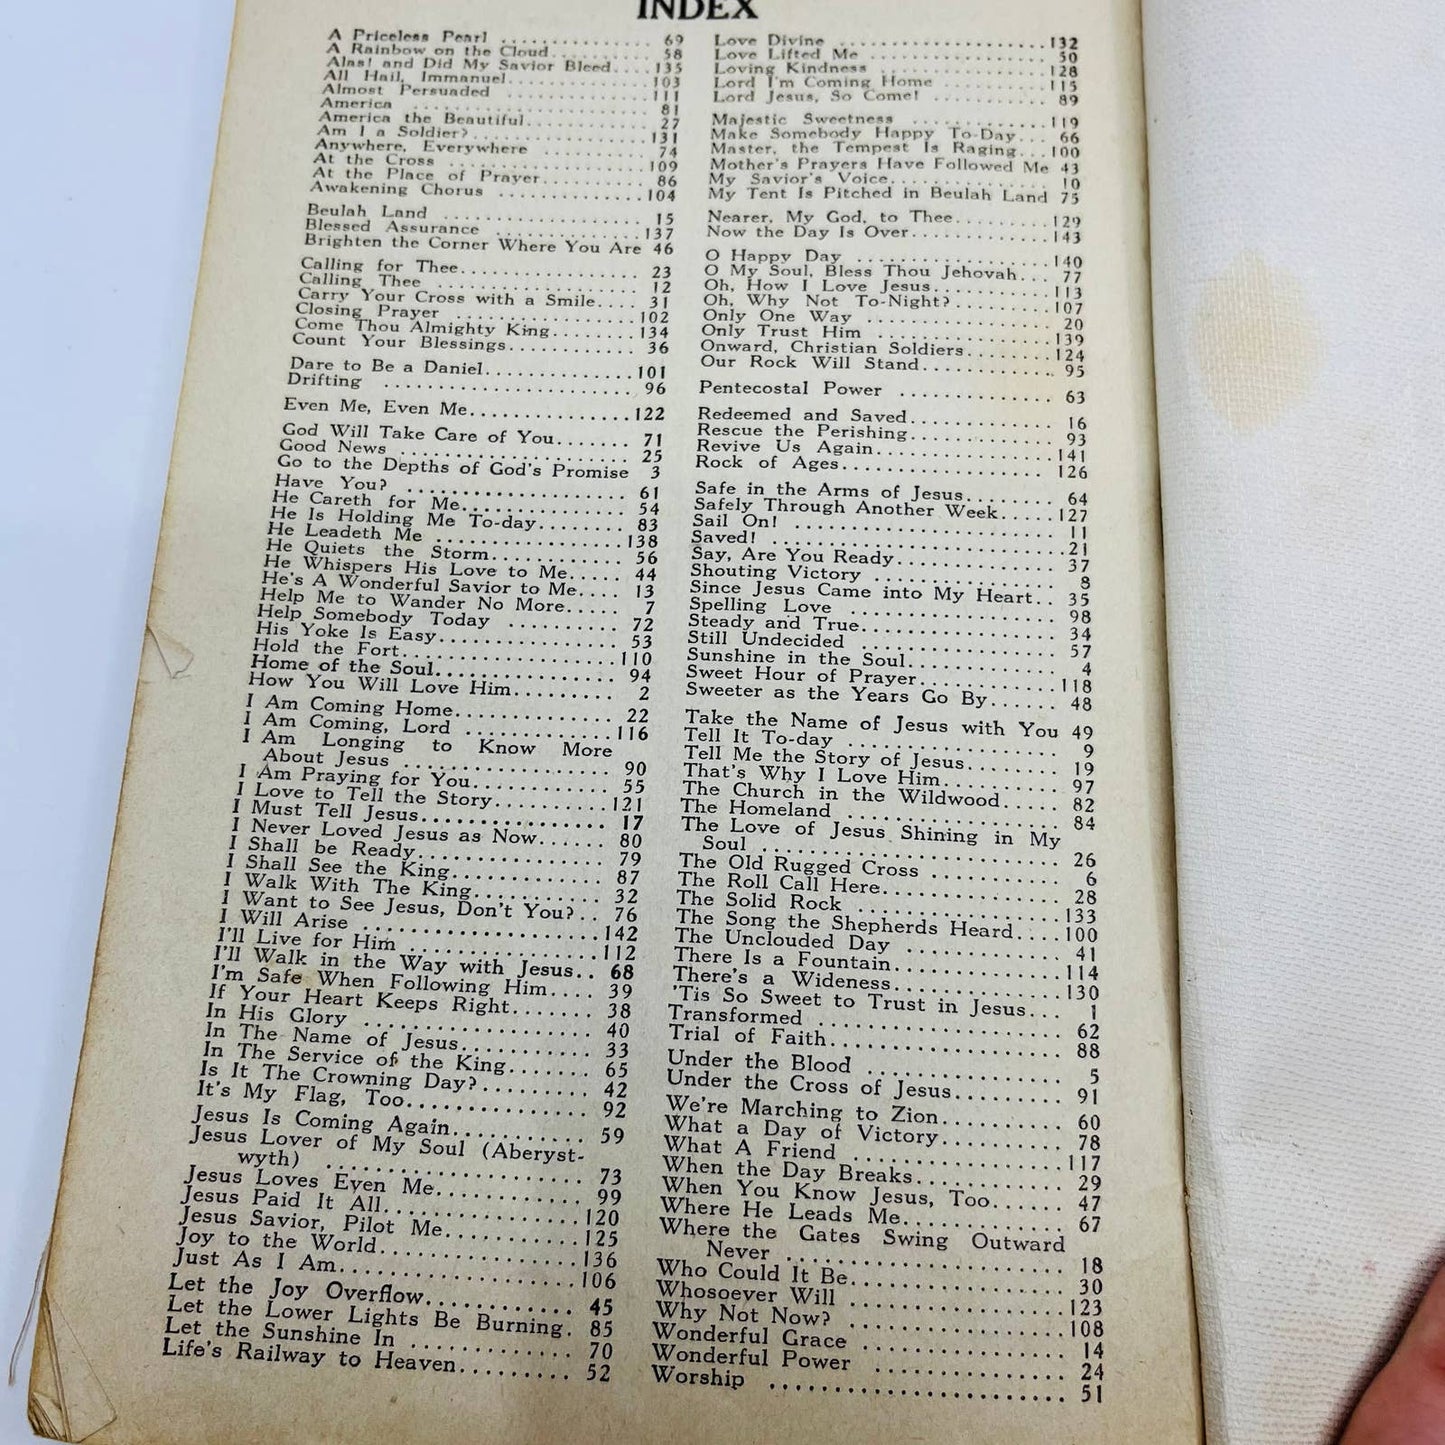 INDEX
A Priceless Pearl ............... 69
A Rainbow on the Cloud .......... 58
Alas! and Did My Savior Bleed.... 135
All Hail, Immanuel............. 103
Almost Persuaded ............... 111
America ....................... 81
America the Beautiful........... 27
Am I a Soldier?................. 131
Anywhere, Everywhere ........... 74
At the Cross ................... 109
At the Place of Prayer.......... 86
Awakening Chorus ............. 104
Beulah Land .................. 15
Blessed Assurance ............. 137
Brighten the Corner Where You Are 46
Calling for Thee................. 23
Calling Thee ................... 12
Carry Your Cross with a Smile.... 31
Closing Prayer ................ 102
Come Thou Almighty King....... 134
Count Your Blessings............ 36
Dare to Be a Daniel............. 101
Drifting ...................... 96
Even Me, Even Me.............. 122
God Will Take Care of You....... 71
Good News .................... 25
Go to the Depths of God's Promise 3
Have You? .................... 61
He Careth for Me............... 54
He Is Holding Me To-day........ 83
He Leadeth Me ................ 138
He Quiets the Storm............ 56
He Whispers His Love to Me..... 44
He's A Wonderful Savior to Me.... 13
Help Me to Wander No More..... 7
Help Somebody Today .......... 72
His Yoke Is Easy................ 53
Hold the Fort.................. 110
Home of the Soul............... 94
How You Will Love Him......... 2
I Am Coming Home............. 22
I Am Coming, Lord ............ 116
I Am Longing to Know More
About Jesus ................. 90
I Am Praying for You........... 55
I Love to Tell the Story.......... 121
I Must Tell Jesus................ 17
I Never Loved Jesus as Now...... 80
I Shall be Ready............... 79
I Shall See the King............. 87
I Walk With The King........... 32
I Want to See Jesus, Don't You?.. 76
I Will Arise ................... 142
I'll Live for Him ............... 112
I'll Walk in the Way with Jesus.. 68
I'm Safe When Following Him.... 39
If Your Heart Keeps Right....... 38
In His Glory .................. 40
In The Name of Jesus........... 33
In The Service of the King....... 65
Is It The Crowning Day?........ 42
It's My Flag, Too............... 92
Jesus Is Coming Again........... 59
Jesus Lover of My Soul (Aberyst-
wyth) .................... 73
Jesus Loves Even Me............ 99
Jesus Paid It All................ 120
Jesus Savior, Pilot Me........... 125
Joy to the World................ 136
Just As I Am................... 106
Let the Joy Overflow............ 45
Let the Lower Lights Be Burning. 85
Let the Sunshine In ............ 70
Life's Railway to Heaven......... 52
Love Divine .................. 132
Love Lifted Me ................ 50
Loving Kindness ............... 128
Lord I'm Coming Home ......... 115
Lord Jesus, So Come! .......... 89
Majestic Sweetness ............ 119
Make Somebody Happy To-Day.. 66
Master, the Tempest Is Raging... 100
Mother's Prayers Have Followed Me 43
My Savior's Voice.............. 10
My Tent Is Pitched in Beulah Land 75
Nearer, My God, to Thee........ 129
Now the Day Is Over............ 143
O Happy Day ................. 140
O My Soul, Bless Thou Jehovah... 77
Oh, How I Love Jesus.......... 113
Oh, Why Not To-Night?........ 107
Only One Way ................ 20
Only Trust Him ............... 139
Onward, Christian Soldiers....... 124
Our Rock Will Stand............ 95
Pentecostal Power ............. 63
Redeemed and Saved........... 16
Rescue the Perishing............ 93
Revive Us Again............... 141
Rock of Ages.................. 126
Safe in the Arms of Jesus........ 64
Safely Through Another Week..... 127
Sail On! ..................... 11
Saved! ...................... 21
Say, Are You Ready............ 37
Shouting Victory .............. 8
Since Jesus Came into My Heart.. 35
Spelling Love ................ 98
Steady and True............... 34
Still Undecided ............... 57
Sunshine in the Soul........... 4
Sweet Hour of Prayer........... 118
Sweeter as the Years Go By...... 48
Take the Name of Jesus with You 49
Tell It To-day ................ 9
Tell Me the Story of Jesus....... 19
That's Why I Love Him......... 97
The Church in the Wildwood..... 82
The Homeland ............... 84
The Love of Jesus Shining in My
Soul ...................... 26
The Old Rugged Cross .......... 6
The Roll Call Here............. 28
The Solid Rock ............... 133
The Song the Shepherds Heard.... 100
The Unclouded Day ........... 41
There Is a Fountain............ 114
There's a Wideness............. 130
'Tis So Sweet to Trust in Jesus... 1
Transformed ................. 62
Trial of Faith................. 88
Under the Blood .............. 5
Under the Cross of Jesus........ 91
We're Marching to Zion......... 60
What a Day of Victory.......... 78
What A Friend ............... 117
When the Day Breaks........... 29
When You Know Jesus, Too..... 47
Where He Leads Me............ 67
Where the Gates Swing Outward
Never .................... 18
Who Could It Be............... 30
Whosoever Will ............... 123
Why Not Now? ............... 108
Wonderful Grace .............. 14
Wonderful Power ............. 24
Worship ..................... 51